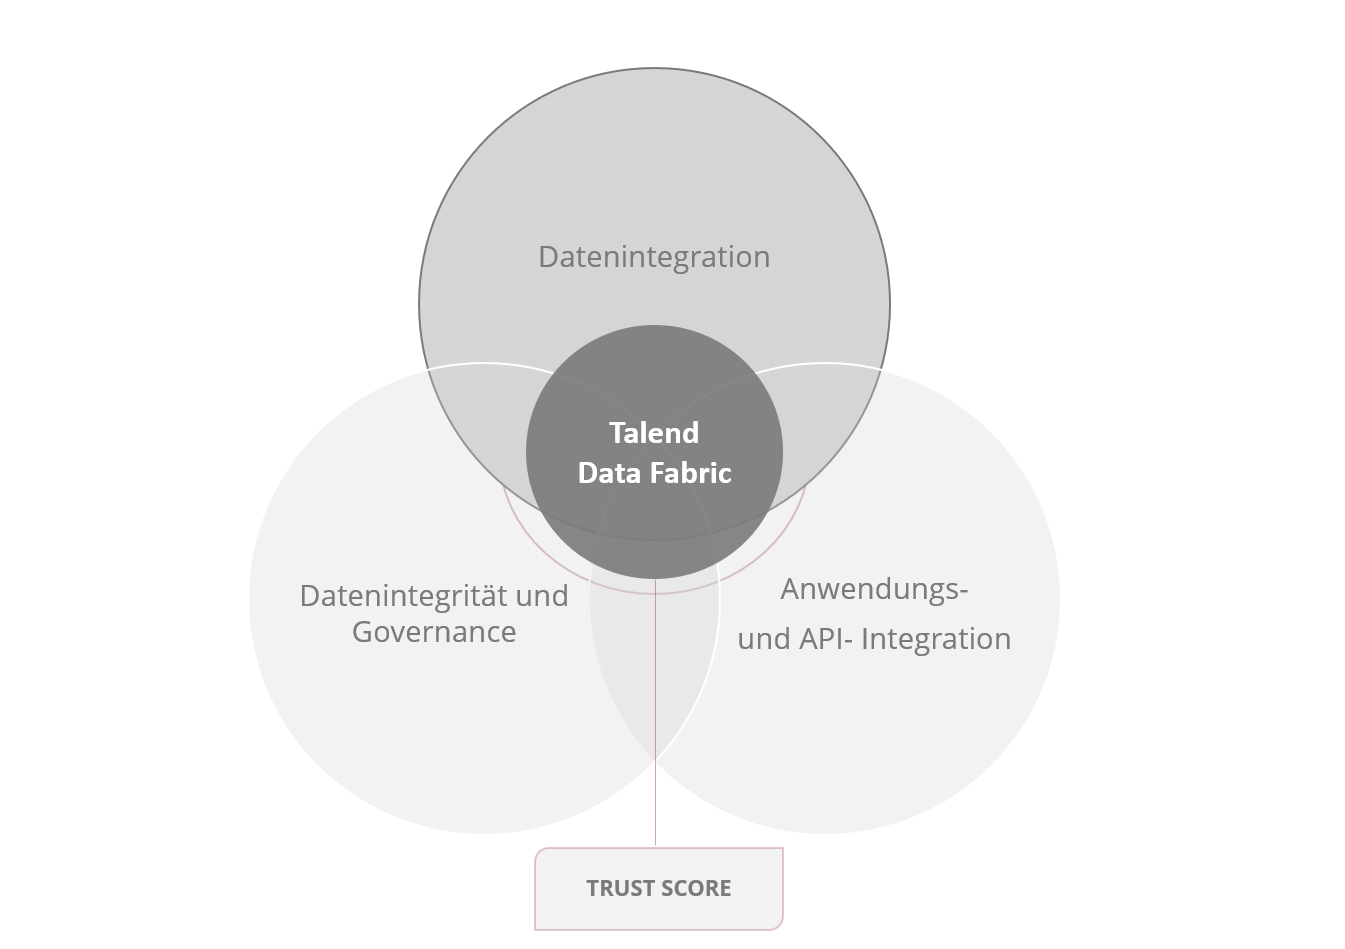 Datenintegration
Talend
Data Fabric
Datenintegrität und
Governance
Anwendungs-
und API- Integration
TRUST SCORE